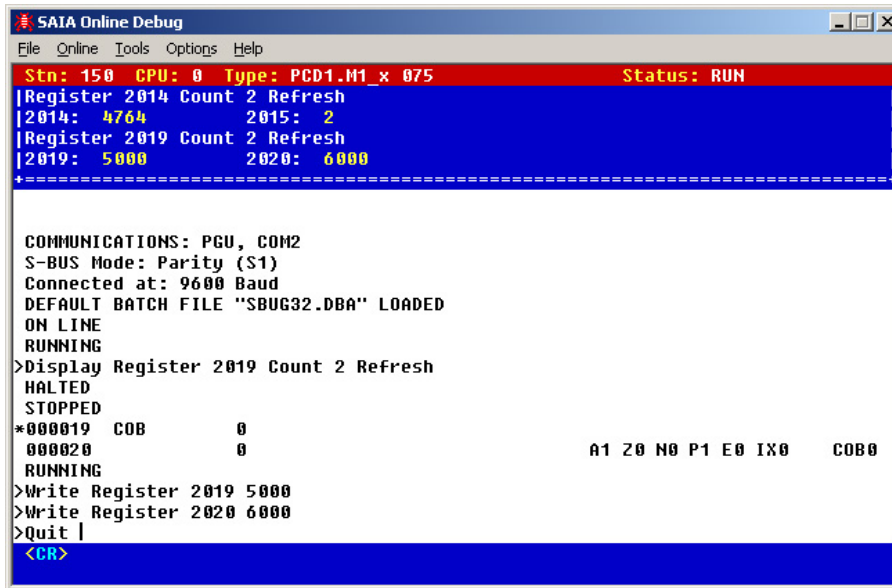 SAIA Online Debug
File Online Tools Options Help
Stn: 150 CPU: 0 Type: PCD1.M1_x 075 Status: RUN
|Register 2014 Count 2 Refresh
|2014: 4764 2015: 2
|Register 2019 Count 2 Refresh
|2019: 5000 2020: 6000
+==============================================================================+
COMMUNICATIONS: PGU, COM2
S-BUS Mode: Parity (S1)
Connected at: 9600 Baud
DEFAULT BATCH FILE "SBUG32.DBA" LOADED
ON LINE
RUNNING
>Display Register 2019 Count 2 Refresh
HALTED
STOPPED
*000019 COB 0
000020 0 A1 Z0 N0 P1 E0 IX0 COB0
RUNNING
>Write Register 2019 5000
>Write Register 2020 6000
>Quit
<CR>